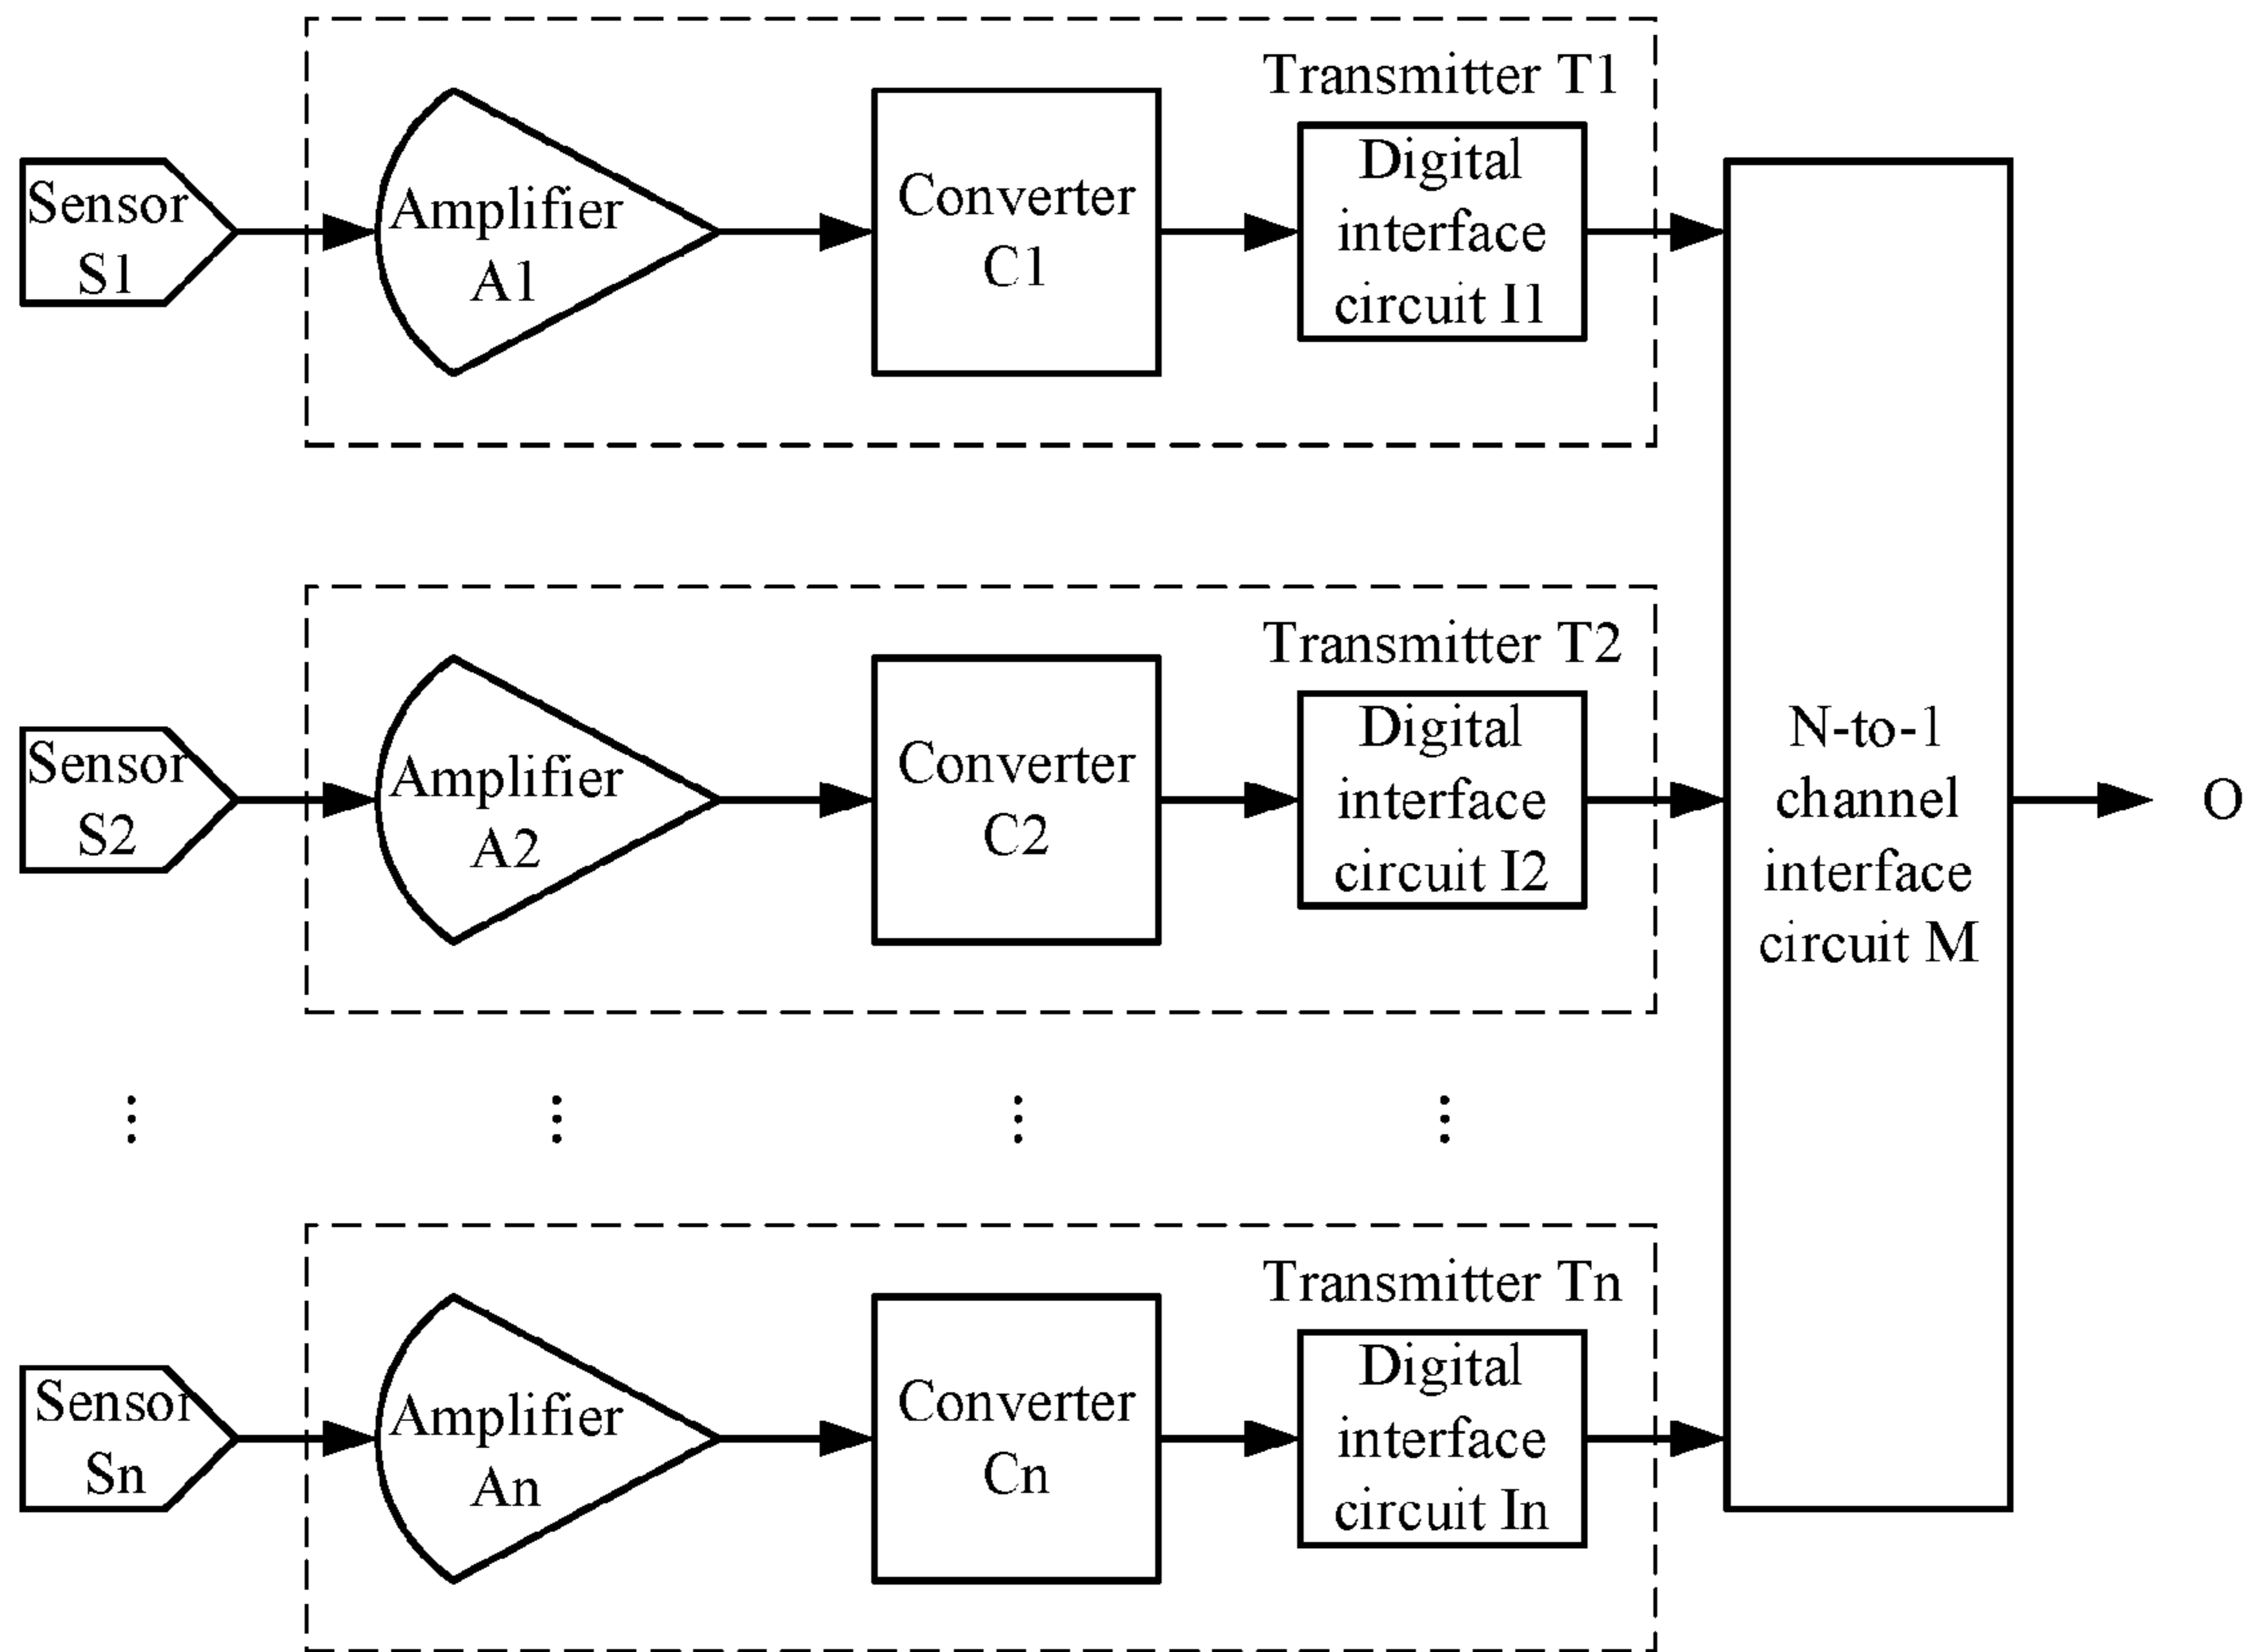 Transmitter T1
Sensor
S1
Amplifier
A1
Converter
C1
Digital
interface
circuit I1
Transmitter T2
Sensor
S2
Amplifier
A2
Converter
C2
Digital
interface
circuit I2
N-to-1
channel
interface
circuit M
O
Transmitter Tn
Sensor
Sn
Amplifier
An
Converter
Cn
Digital
interface
circuit In